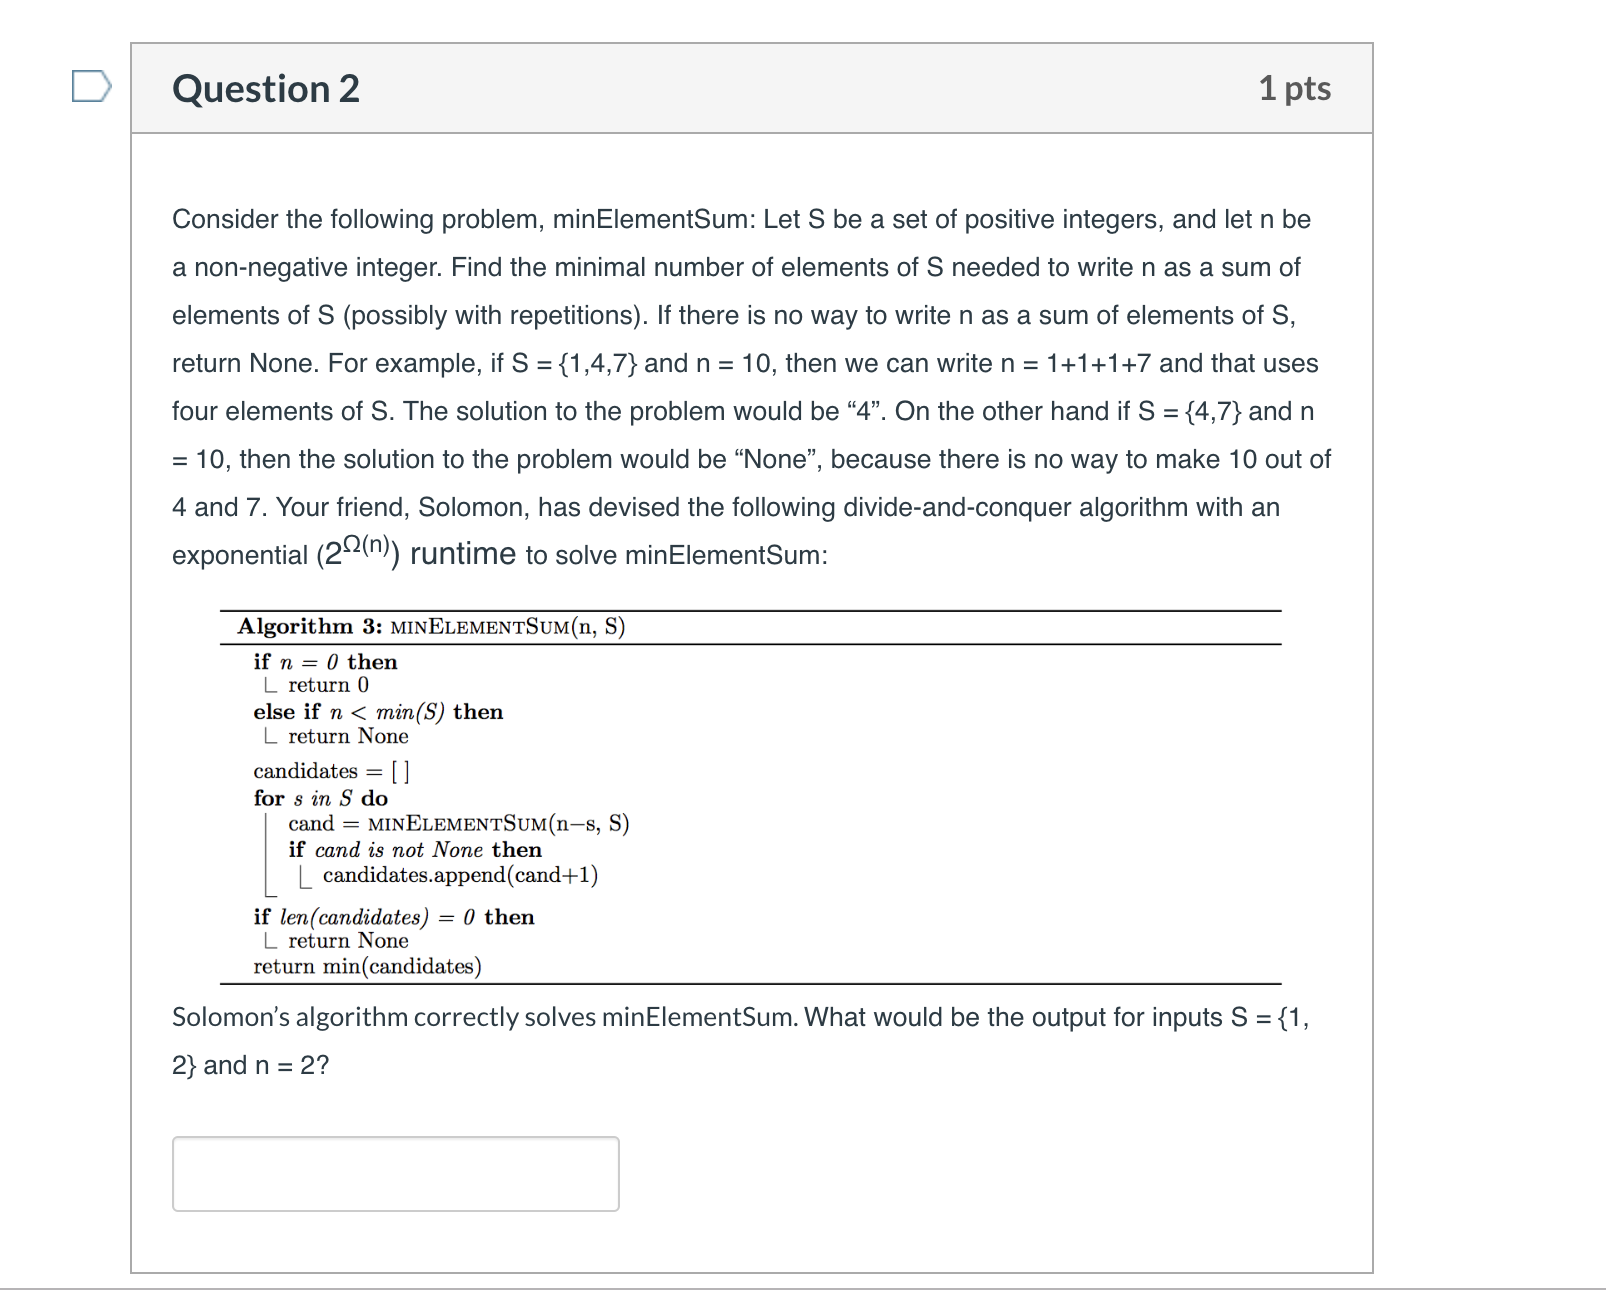 Question 2
1 pts
Consider the following problem, minElementSum: Let S be a set of positive integers, and let n be
a non-negative integer. Find the minimal number of elements of S needed to write n as a sum of
elements of S (possibly with repetitions). If there is no way to write n as a sum of elements of S,
return None. For example, if S = {1,4,7} and n = 10, then we can write n = 1+1+1+7 and that uses
four elements of S. The solution to the problem would be “4”. On the other hand if S = {4,7} and n
= 10, then the solution to the problem would be “None”, because there is no way to make 10 out of
4 and 7. Your friend, Solomon, has devised the following divide-and-conquer algorithm with an
exponential (2^Ω(n)) runtime to solve minElementSum:
Algorithm 3: MINELEMENTSUM(n, S)
if n = 0 then
return 0
else if n < min(S) then
return None
candidates = [ ]
for s in S do
cand = MINELEMENTSUM(n−s, S)
if cand is not None then
candidates.append(cand+1)
if len(candidates) = 0 then
return None
return min(candidates)
Solomon’s algorithm correctly solves minElementSum. What would be the output for inputs S = {1,
2} and n = 2?